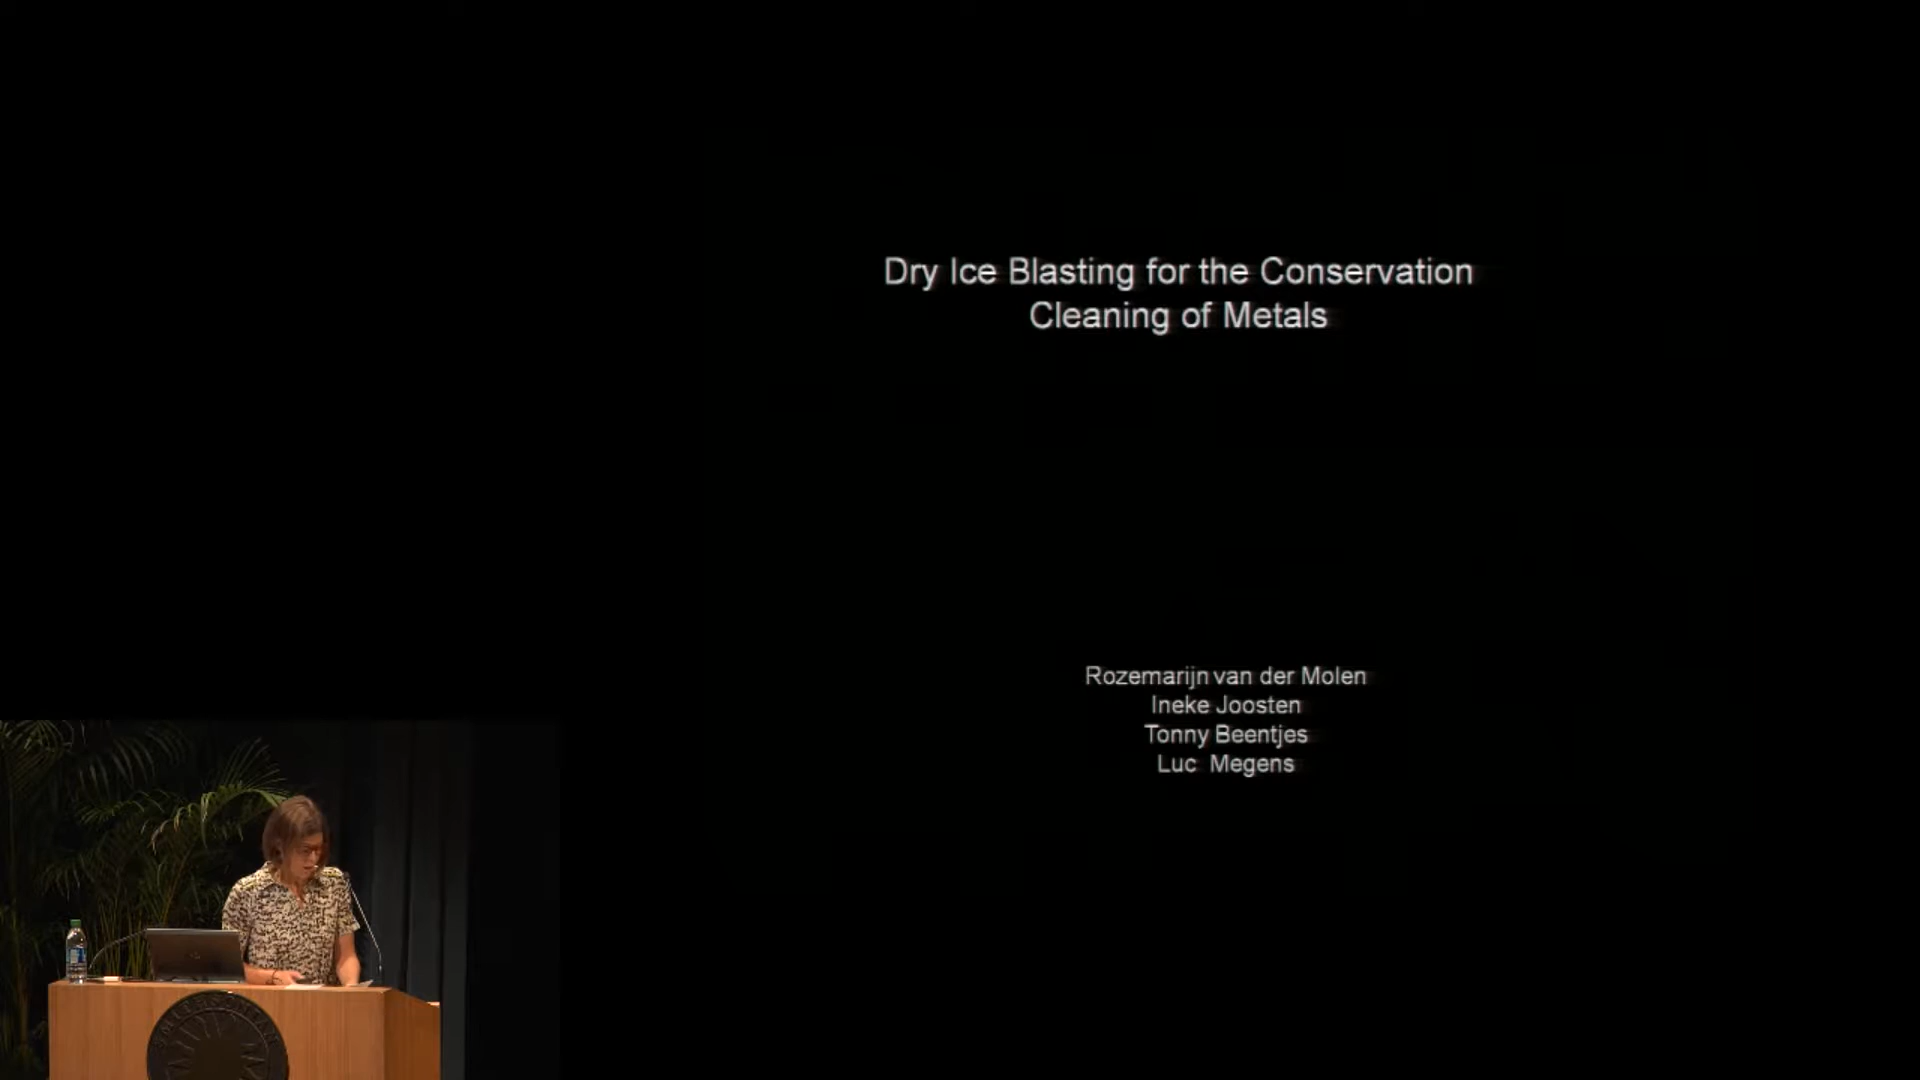 Dry Ice Blasting for the Conservation
Cleaning of Metals
Rozemarijn van der Molen
Ineke Joosten
Tonny Beentjes
Luc Megens